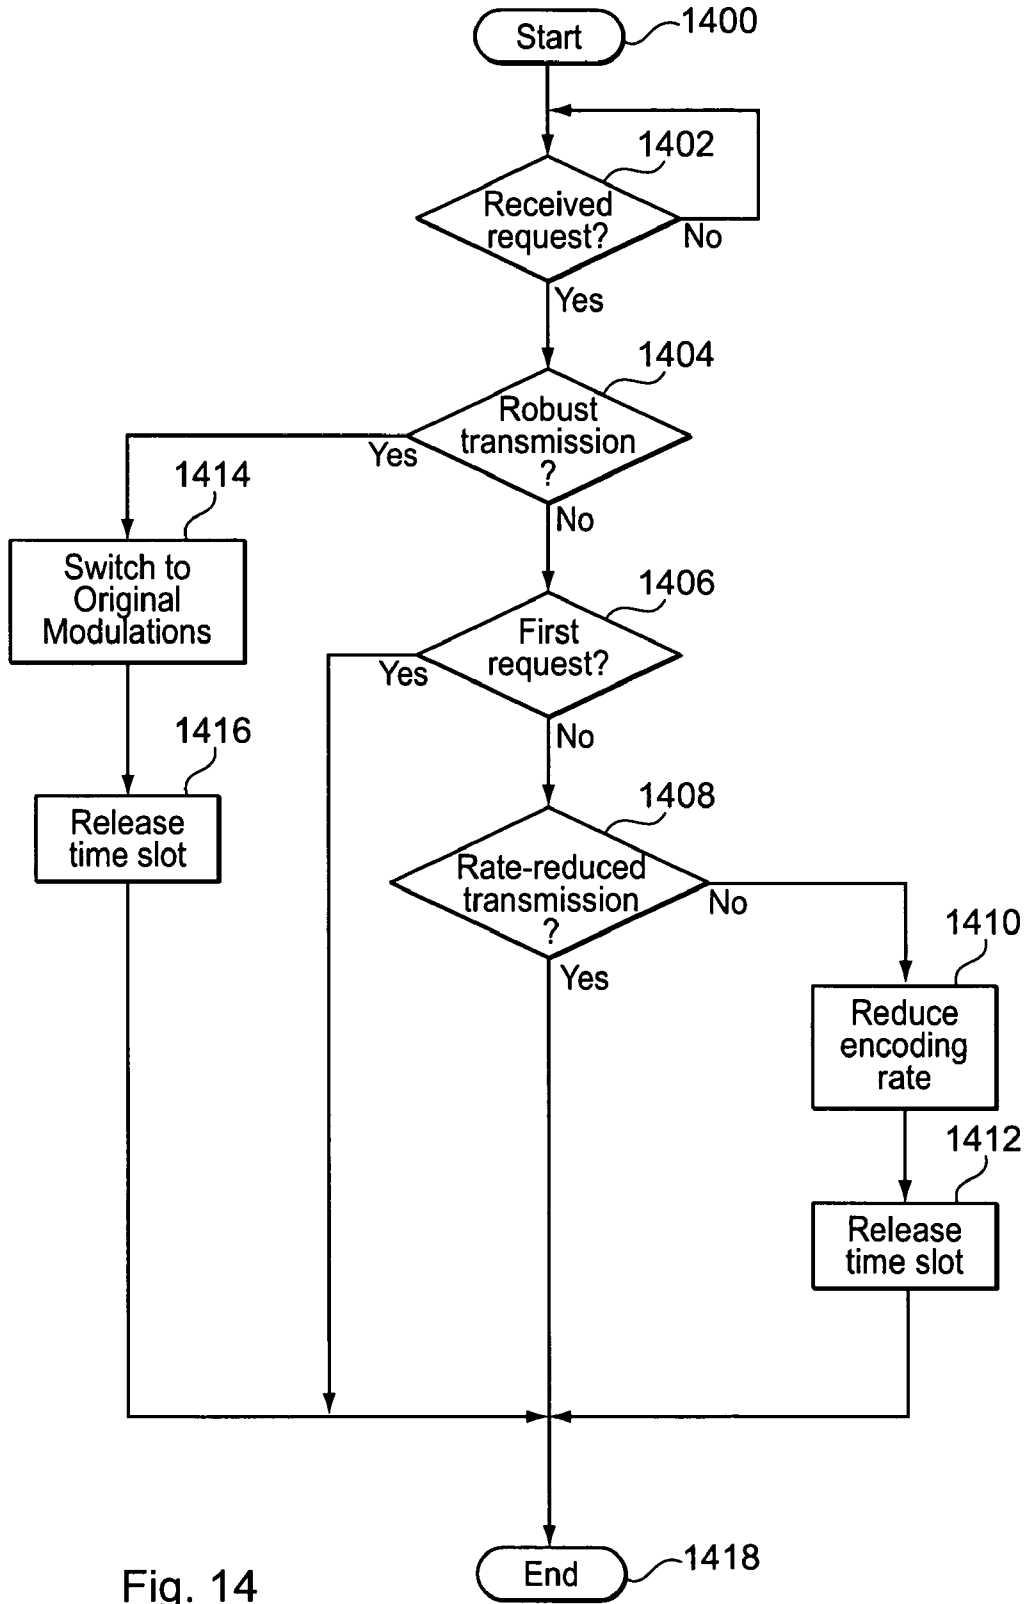 Start
1400
1402
Received
request?
No
Yes
1404
Robust
transmission
?
Yes
No
1414
Switch to
Original
Modulations
1406
First
request?
Yes
No
1416
Release
time slot
1408
Rate-reduced
transmission
?
No
Yes
1410
Reduce
encoding
rate
1412
Release
time slot
End
1418
Fig. 14